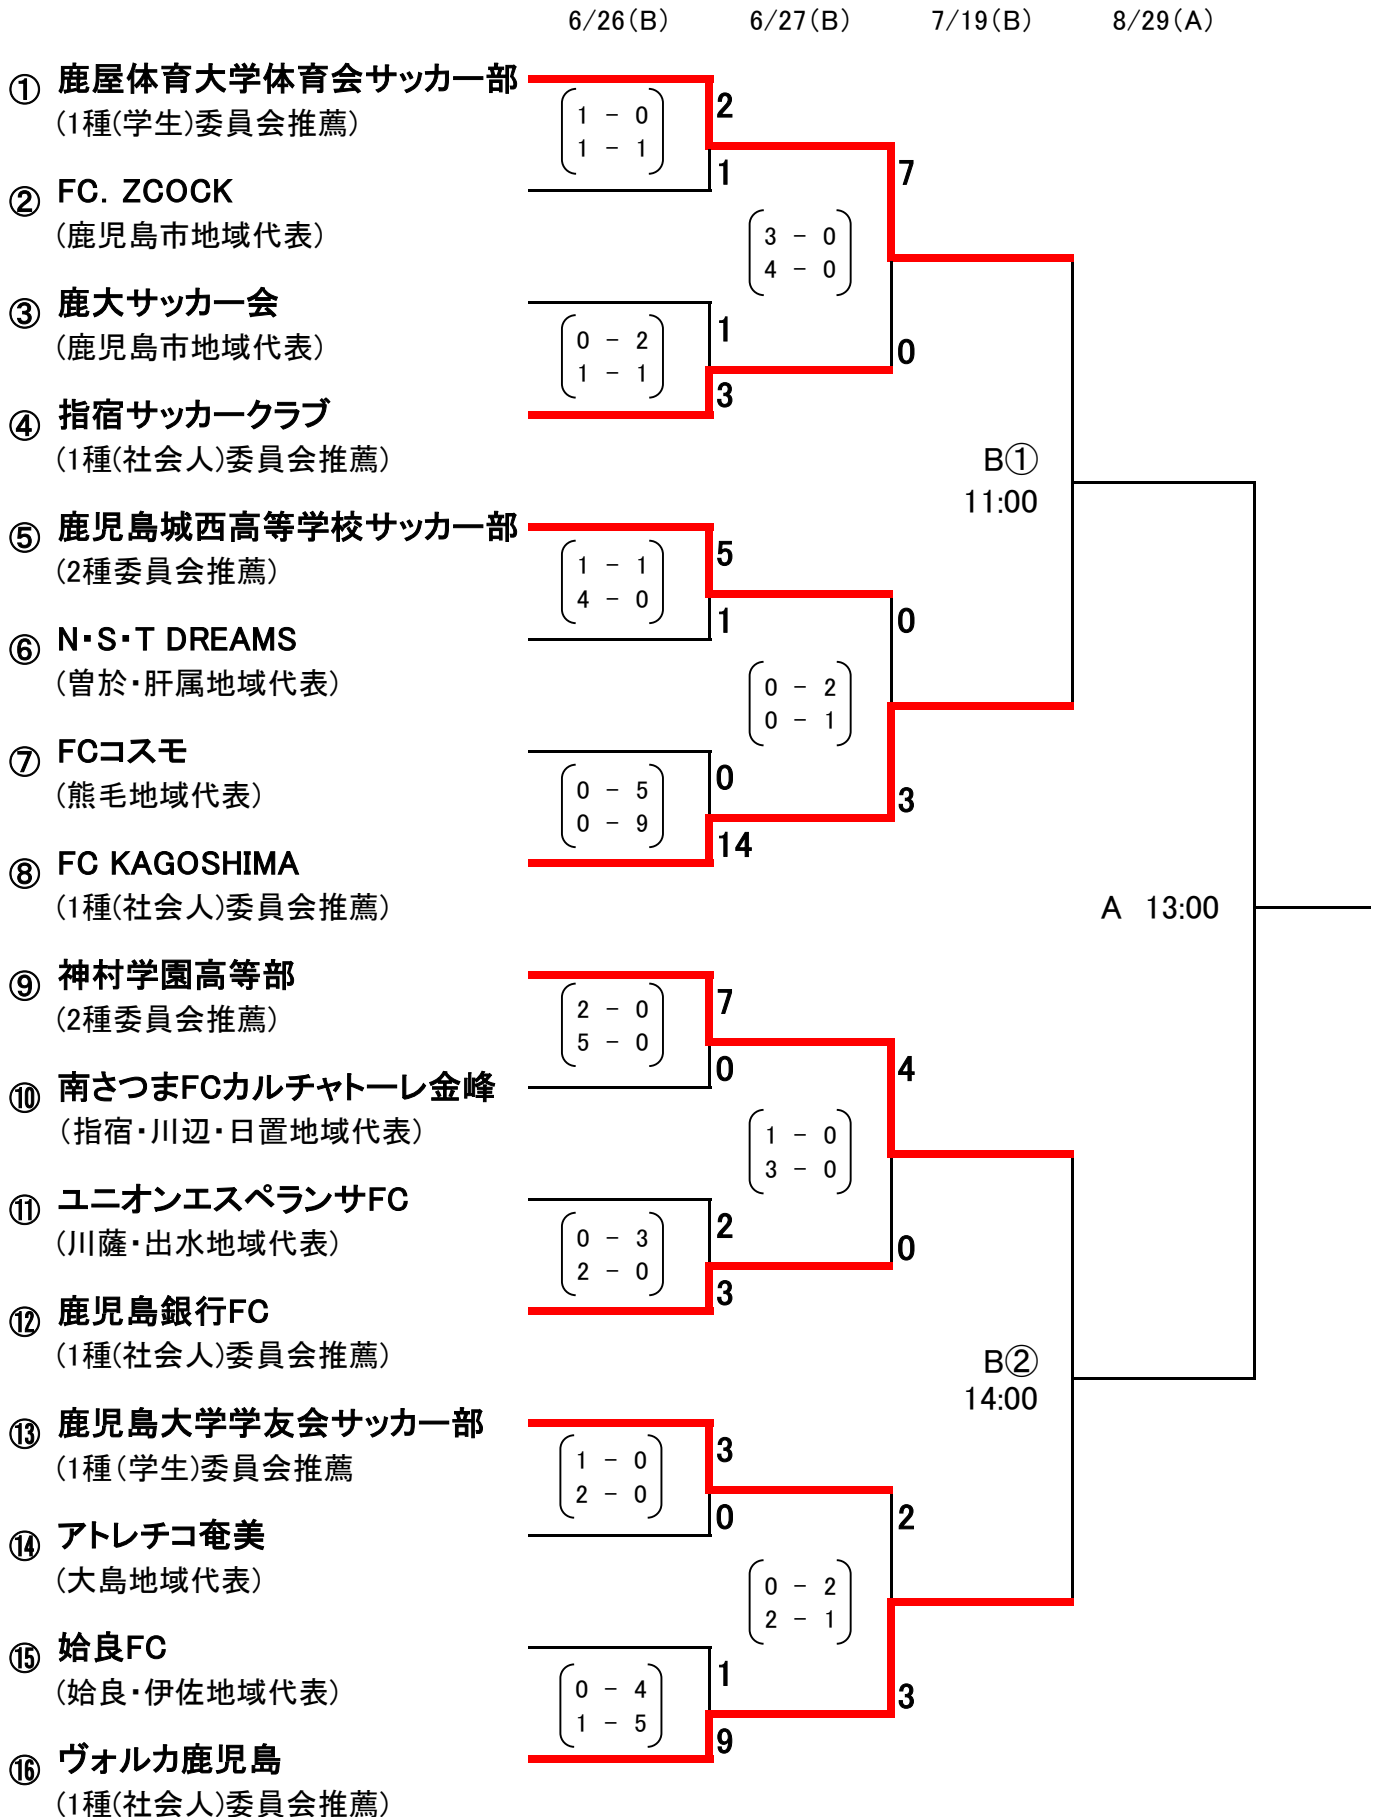 6/26(B) 6/27(B) 7/19(B) 8/29(A)
① 鹿屋体育大学体育会サッカー部
(1種(学生)委員会推薦)
1 - 0
1 - 1
2
1
② FC．ZCOCK
(鹿児島市地域代表)
7
3 - 0
4 - 0
0
③ 鹿大サッカー会
(鹿児島市地域代表)
0 - 2
1 - 1
1
3
④ 指宿サッカークラブ
(1種(社会人)委員会推薦)
B①
11:00
⑤ 鹿児島城西高等学校サッカー部
(2種委員会推薦)
1 - 1
4 - 0
5
1
⑥ N・S・T DREAMS
(曽於・肝属地域代表)
0
0 - 2
0 - 1
3
⑦ FCコスモ
(熊毛地域代表)
0 - 5
0 - 9
0
14
⑧ FC KAGOSHIMA
(1種(社会人)委員会推薦)
A 13:00
⑨ 神村学園高等部
(2種委員会推薦)
2 - 0
5 - 0
7
0
⑩ 南さつまFCカルチャトーレ金峰
(指宿・川辺・日置地域代表)
4
1 - 0
3 - 0
0
⑪ ユニオンエスペランサFC
(川薩・出水地域代表)
0 - 3
2 - 0
2
3
⑫ 鹿児島銀行FC
(1種(社会人)委員会推薦)
B②
14:00
⑬ 鹿児島大学学友会サッカー部
(1種(学生)委員会推薦
1 - 0
2 - 0
3
0
⑭ アトレチコ奄美
(大島地域代表)
2
0 - 2
2 - 1
3
⑮ 姶良FC
(姶良・伊佐地域代表)
0 - 4
1 - 5
1
9
⑯ ヴォルカ鹿児島
(1種(社会人)委員会推薦)